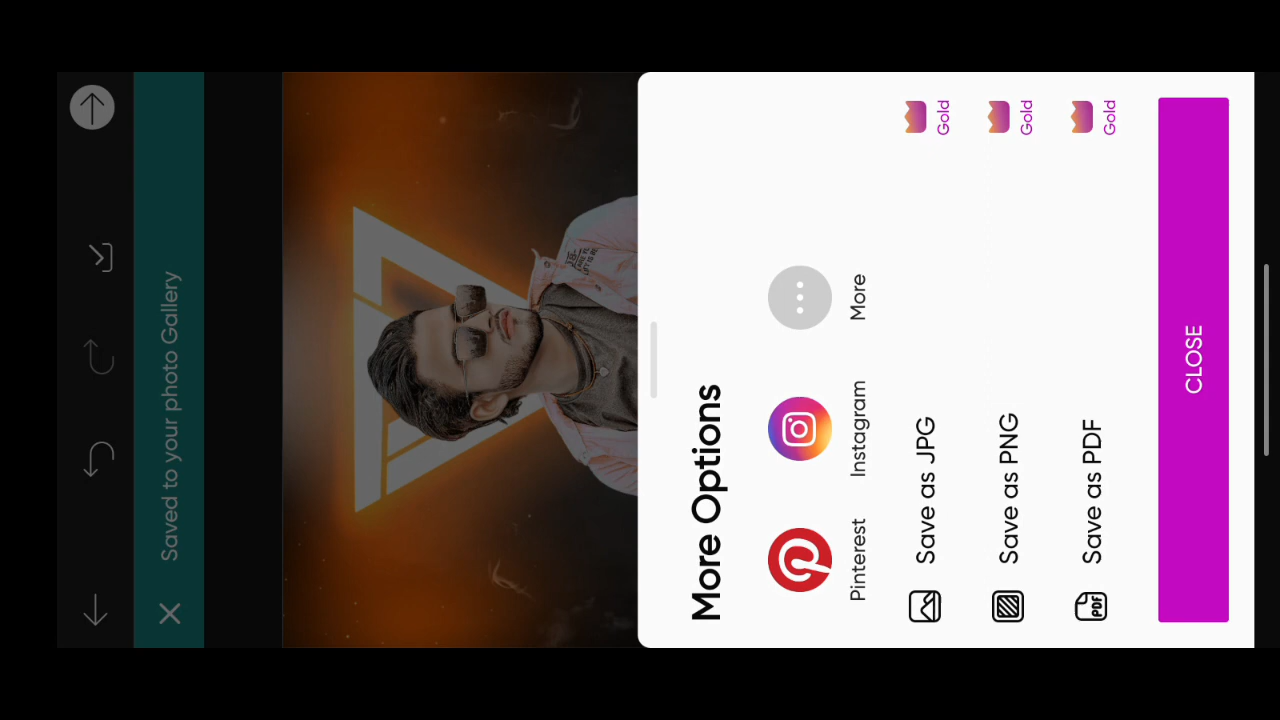 Saved to your photo Gallery
More Options
Pinterest
Instagram
More
Save as JPG
Gold
Save as PNG
Gold
PDF
Save as PDF
Gold
CLOSE